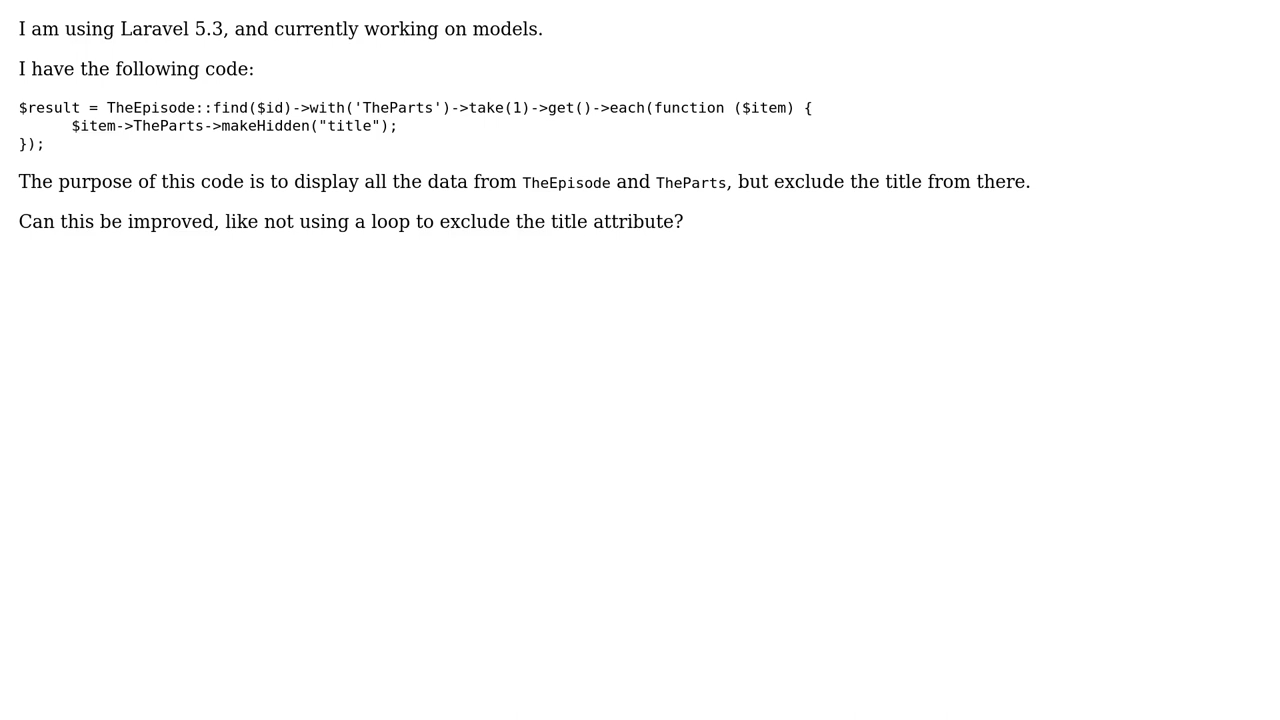 I am using Laravel 5.3, and currently working on models.
I have the following code:
$result = TheEpisode::find($id)->with('TheParts')->take(1)->get()->each(function ($item) {
      $item->TheParts->makeHidden("title");
});
The purpose of this code is to display all the data from TheEpisode and TheParts, but exclude the title from there.
Can this be improved, like not using a loop to exclude the title attribute?